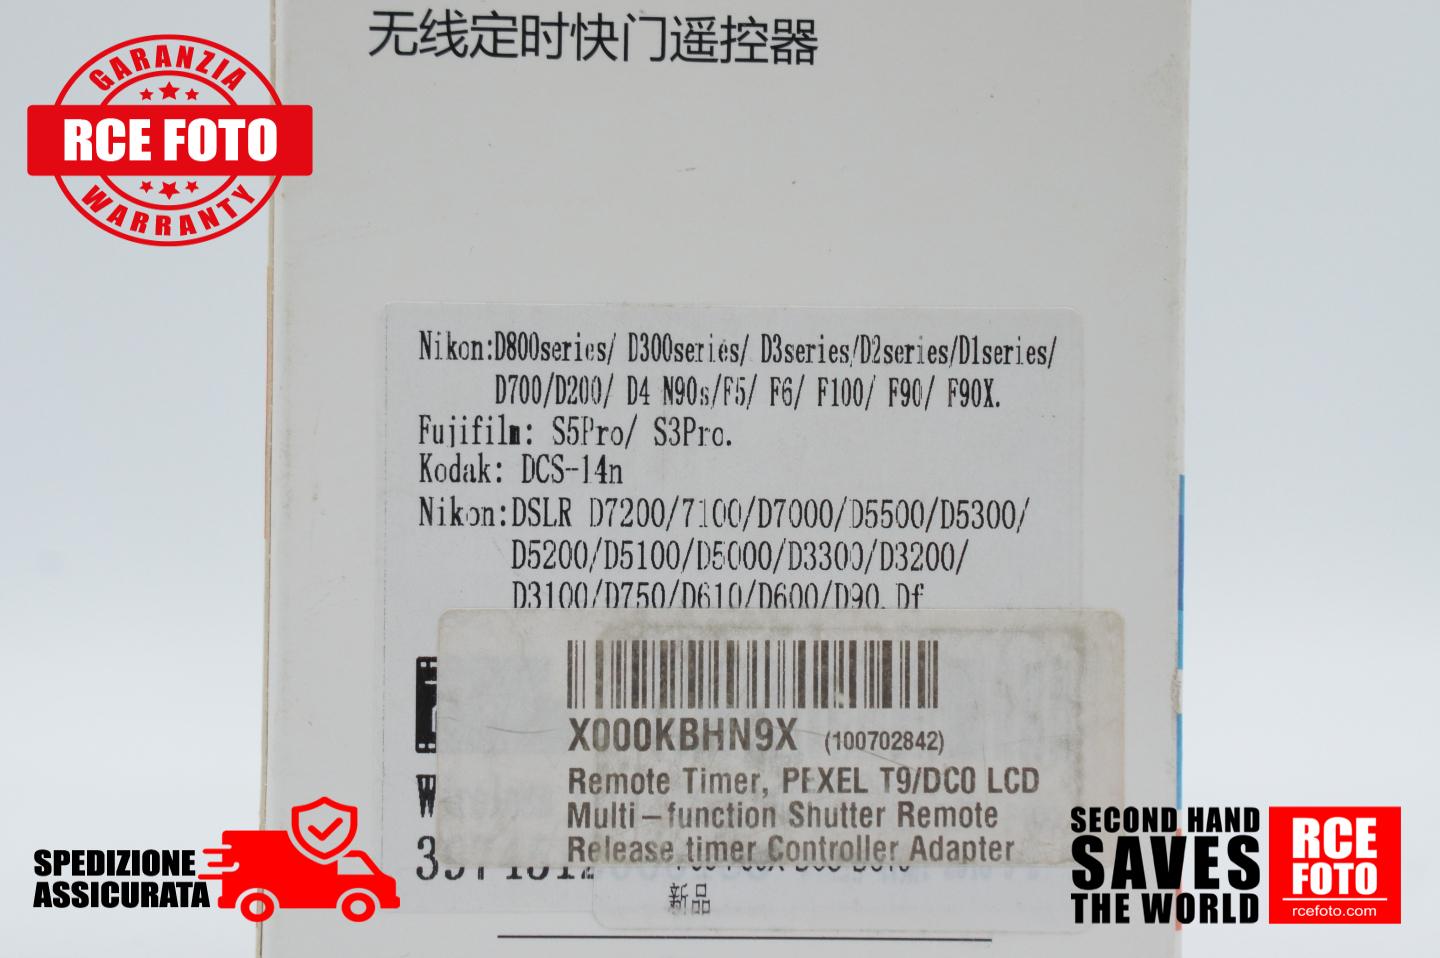 无线定时快门遥控器
GARANZIA
RCE FOTO
WARRANTY
Nikon:D800series/ D300series/ D3series/D2series/D1series/
D700/D200/ D4 N90s/F5/ F6/ F100/ F90/ F90X.
Fujifilm: S5Pro/ S3Pro.
Kodak: DCS-14n
Nikon:DSLR D7200/7100/D7000/D5500/D5300/
D5200/D5100/D5000/D3300/D3200/
D3100/D750/D610/D600/D90, Df
X000KBHN9X (100702842)
Remote Timer, PEXEL T9/DC0 LCD
Multi-function Shutter Remote
Release timer Controller Adapter
新品
SPEDIZIONE
ASSICURATA
SECOND HAND
SAVES
THE WORLD
RCE
FOTO
rcefoto.com